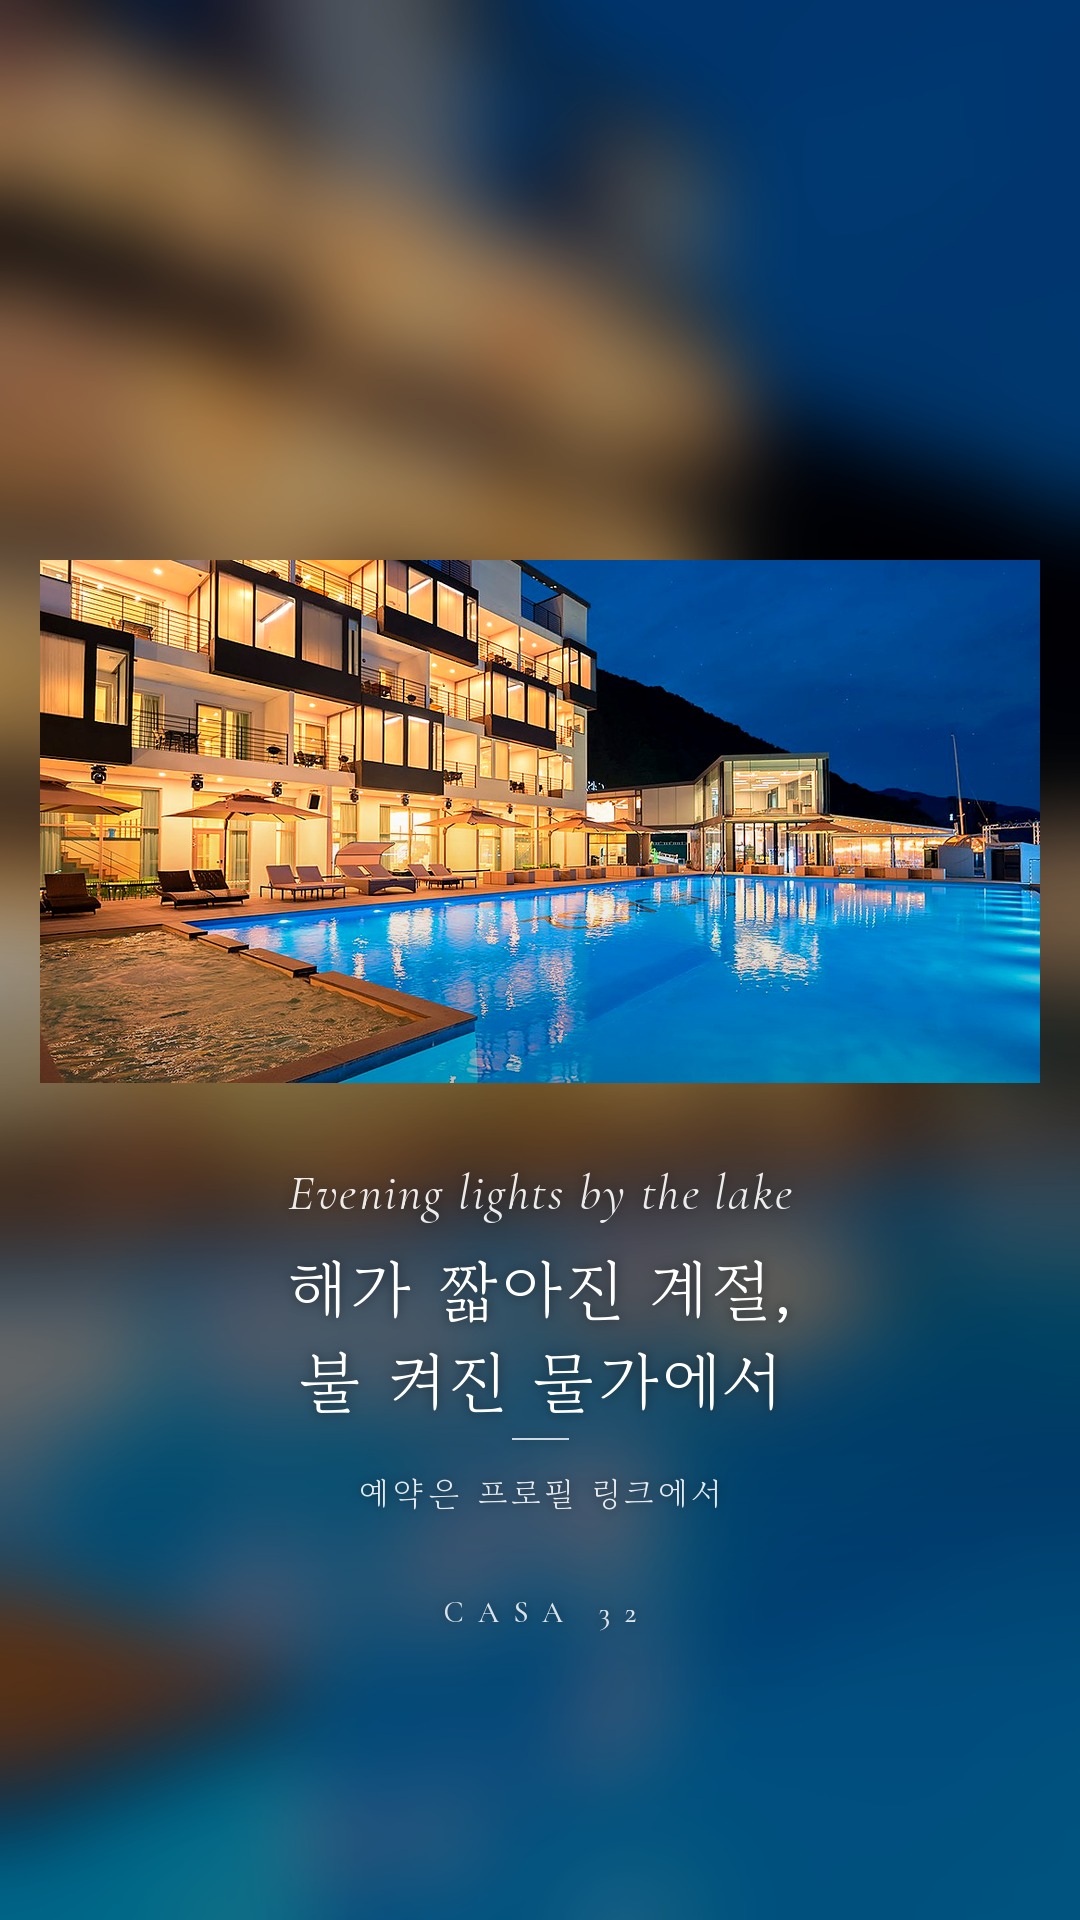 Evening lights by the lake
해가 짧아진 계절,
불 켜진 물가에서
예약은 프로필 링크에서
CASA 32